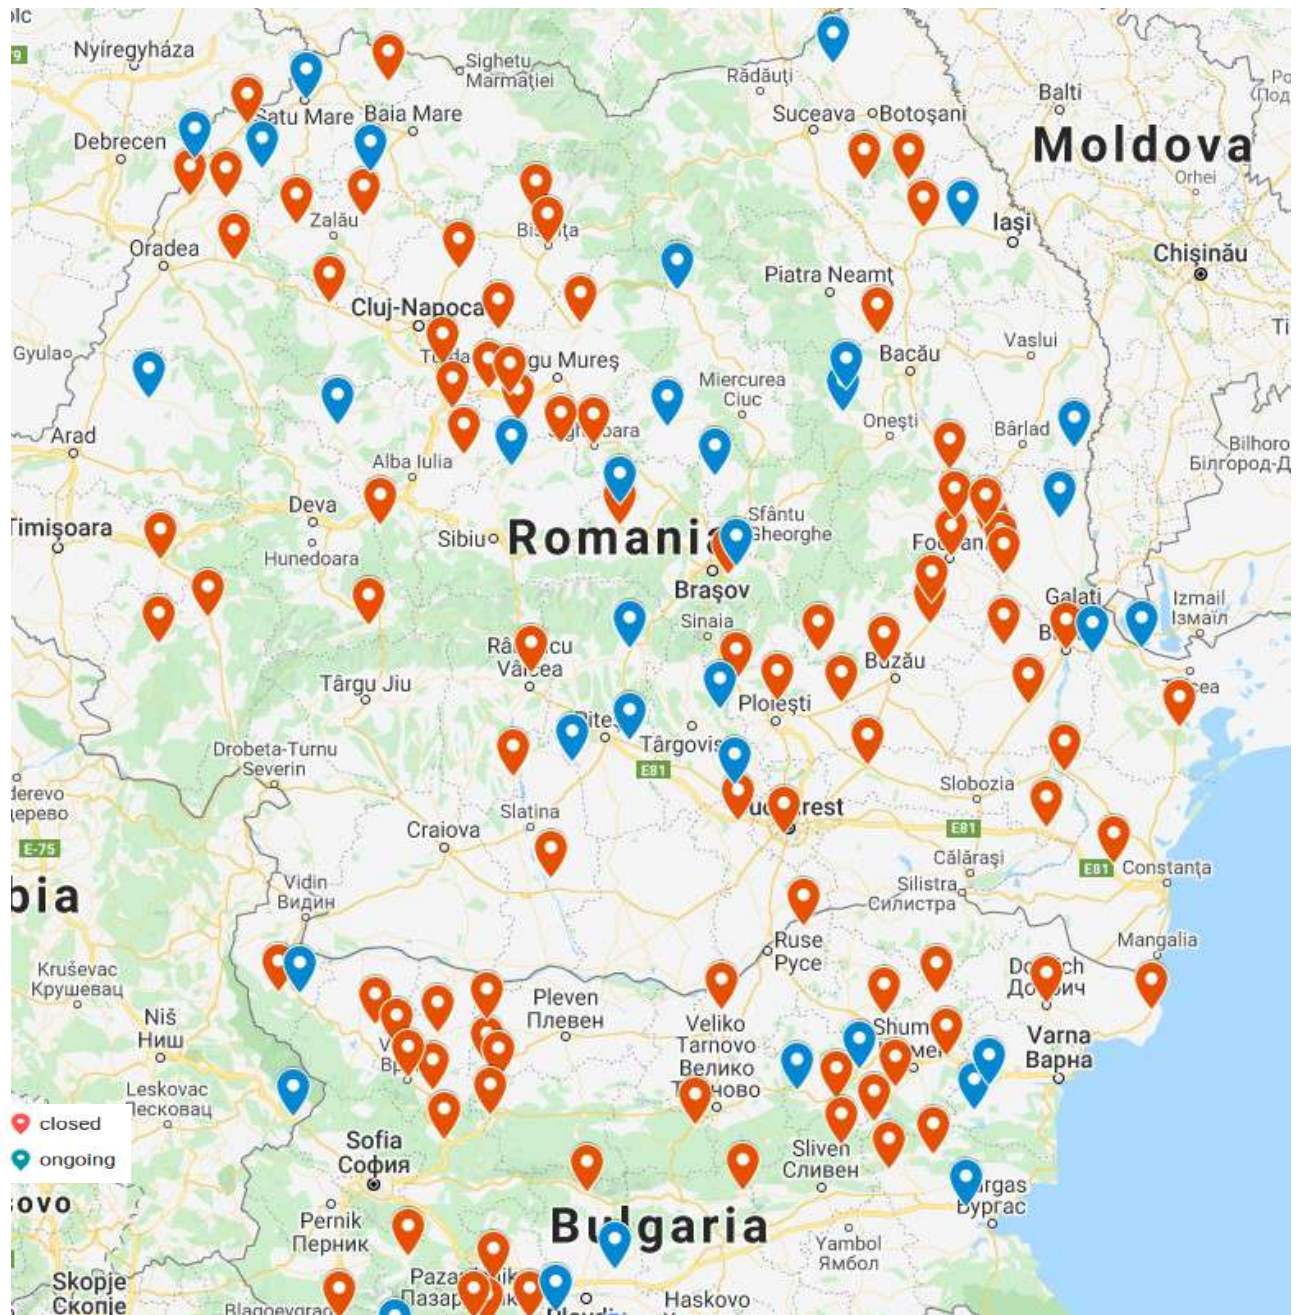 Nyíregyháza
Sighetu
Marmației
Rădăuți
Balti
Satu Mare
Baia Mare
Suceava
Botoșani
Debrecen
Moldova
Orhei
Zalău
Iași
Oradea
Chișinău
Piatra Neamț
Cluj-Napoca
Gyula
Bacău
Vaslui
Miercurea
Ciuc
Onești
Bârlad
Arad
Alba Iulia
Deva
Timișoara
Sfântu
Gheorghe
Hunedoara
Sibiu
Romania
Brașov
Galați
Izmail
Ізмаїл
Sinaia
Buzău
Târgu Jiu
Ploiești
Drobeta-Turnu
Severin
E81
Slobozia
Slatina
Craiova
E81
E-75
Călărași
E81
Constanța
Silistra
Силистра
Vidin
Видин
Ruse
Русе
Mangalia
Kruševac
Крушевац
Pleven
Плевен
Niš
Ниш
Veliko
Tarnovo
Велико
Varna
Варна
Leskovac
Лесковац
closed
ongoing
Sofia
София
Sliven
Сливен
Pernik
Перник
Bulgaria
Бургас
Yambol
Ямбол
Skopje
Скопје
Haskovo